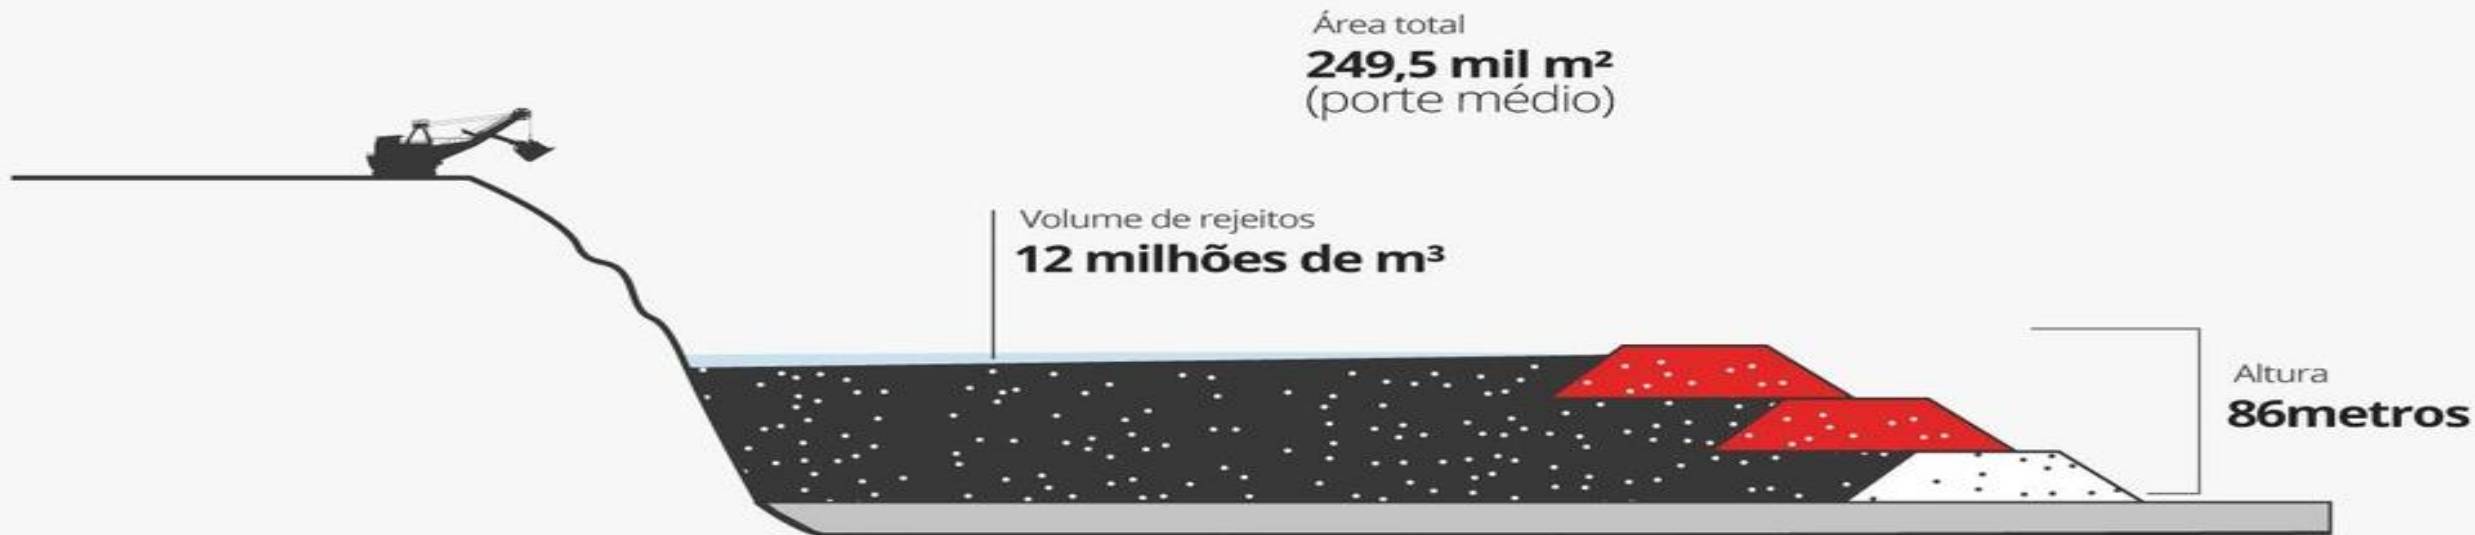 Área total
249,5 mil m²
(porte médio)
Volume de rejeitos
12 milhões de m³
Altura
86metros